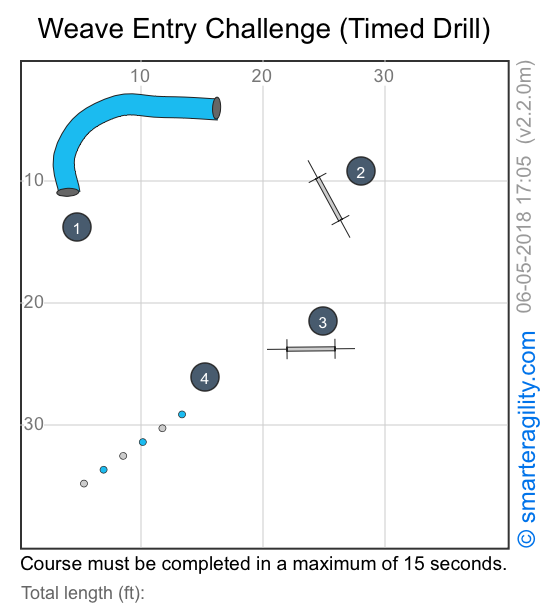 Weave Entry Challenge (Timed Drill)
10
20
30
2
10
1
20
3
4
30
06-05-2018 17:05 (v2.2.0m)
© smarteragility.com
Course must be completed in a maximum of 15 seconds.
Total length (ft):